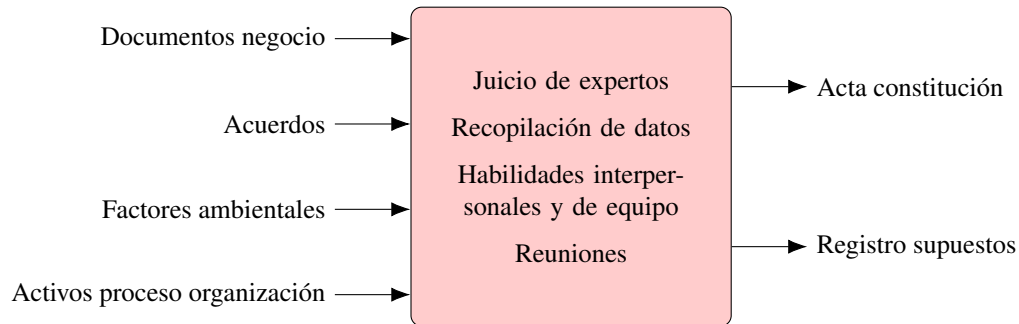 Documentos negocio
Acuerdos
Factores ambientales
Activos proceso organización
Juicio de expertos
Recopilación de datos
Habilidades interper-
sonales y de equipo
Reuniones
Acta constitución
Registro supuestos